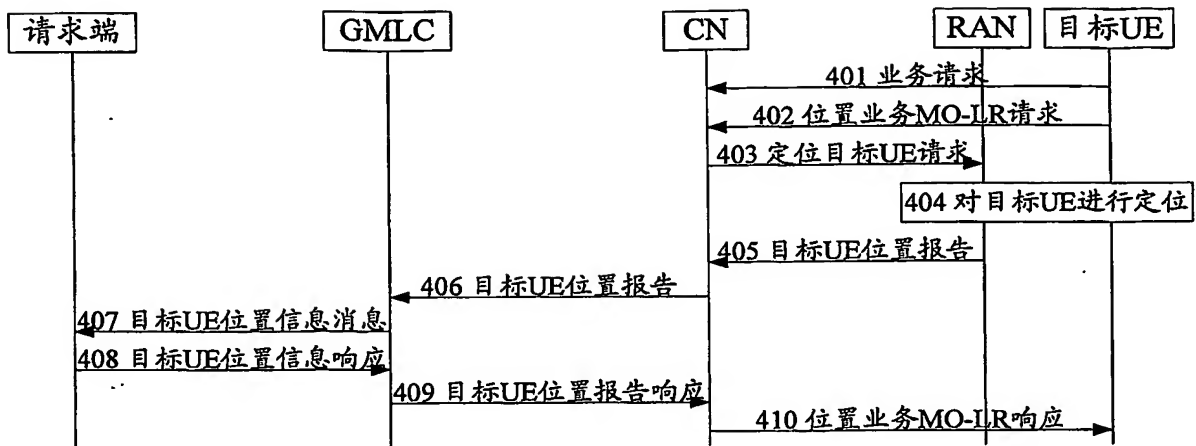 请求端
GMLC
CN
RAN
目标UE
401 业务请求
402 位置业务MO-LR请求
403 定位目标UE请求
404 对目标UE进行定位
405 目标UE位置报告
406 目标UE位置报告
407 目标UE位置信息消息
408 目标UE位置信息响应
409 目标UE位置报告响应
410 位置业务MO-LR响应